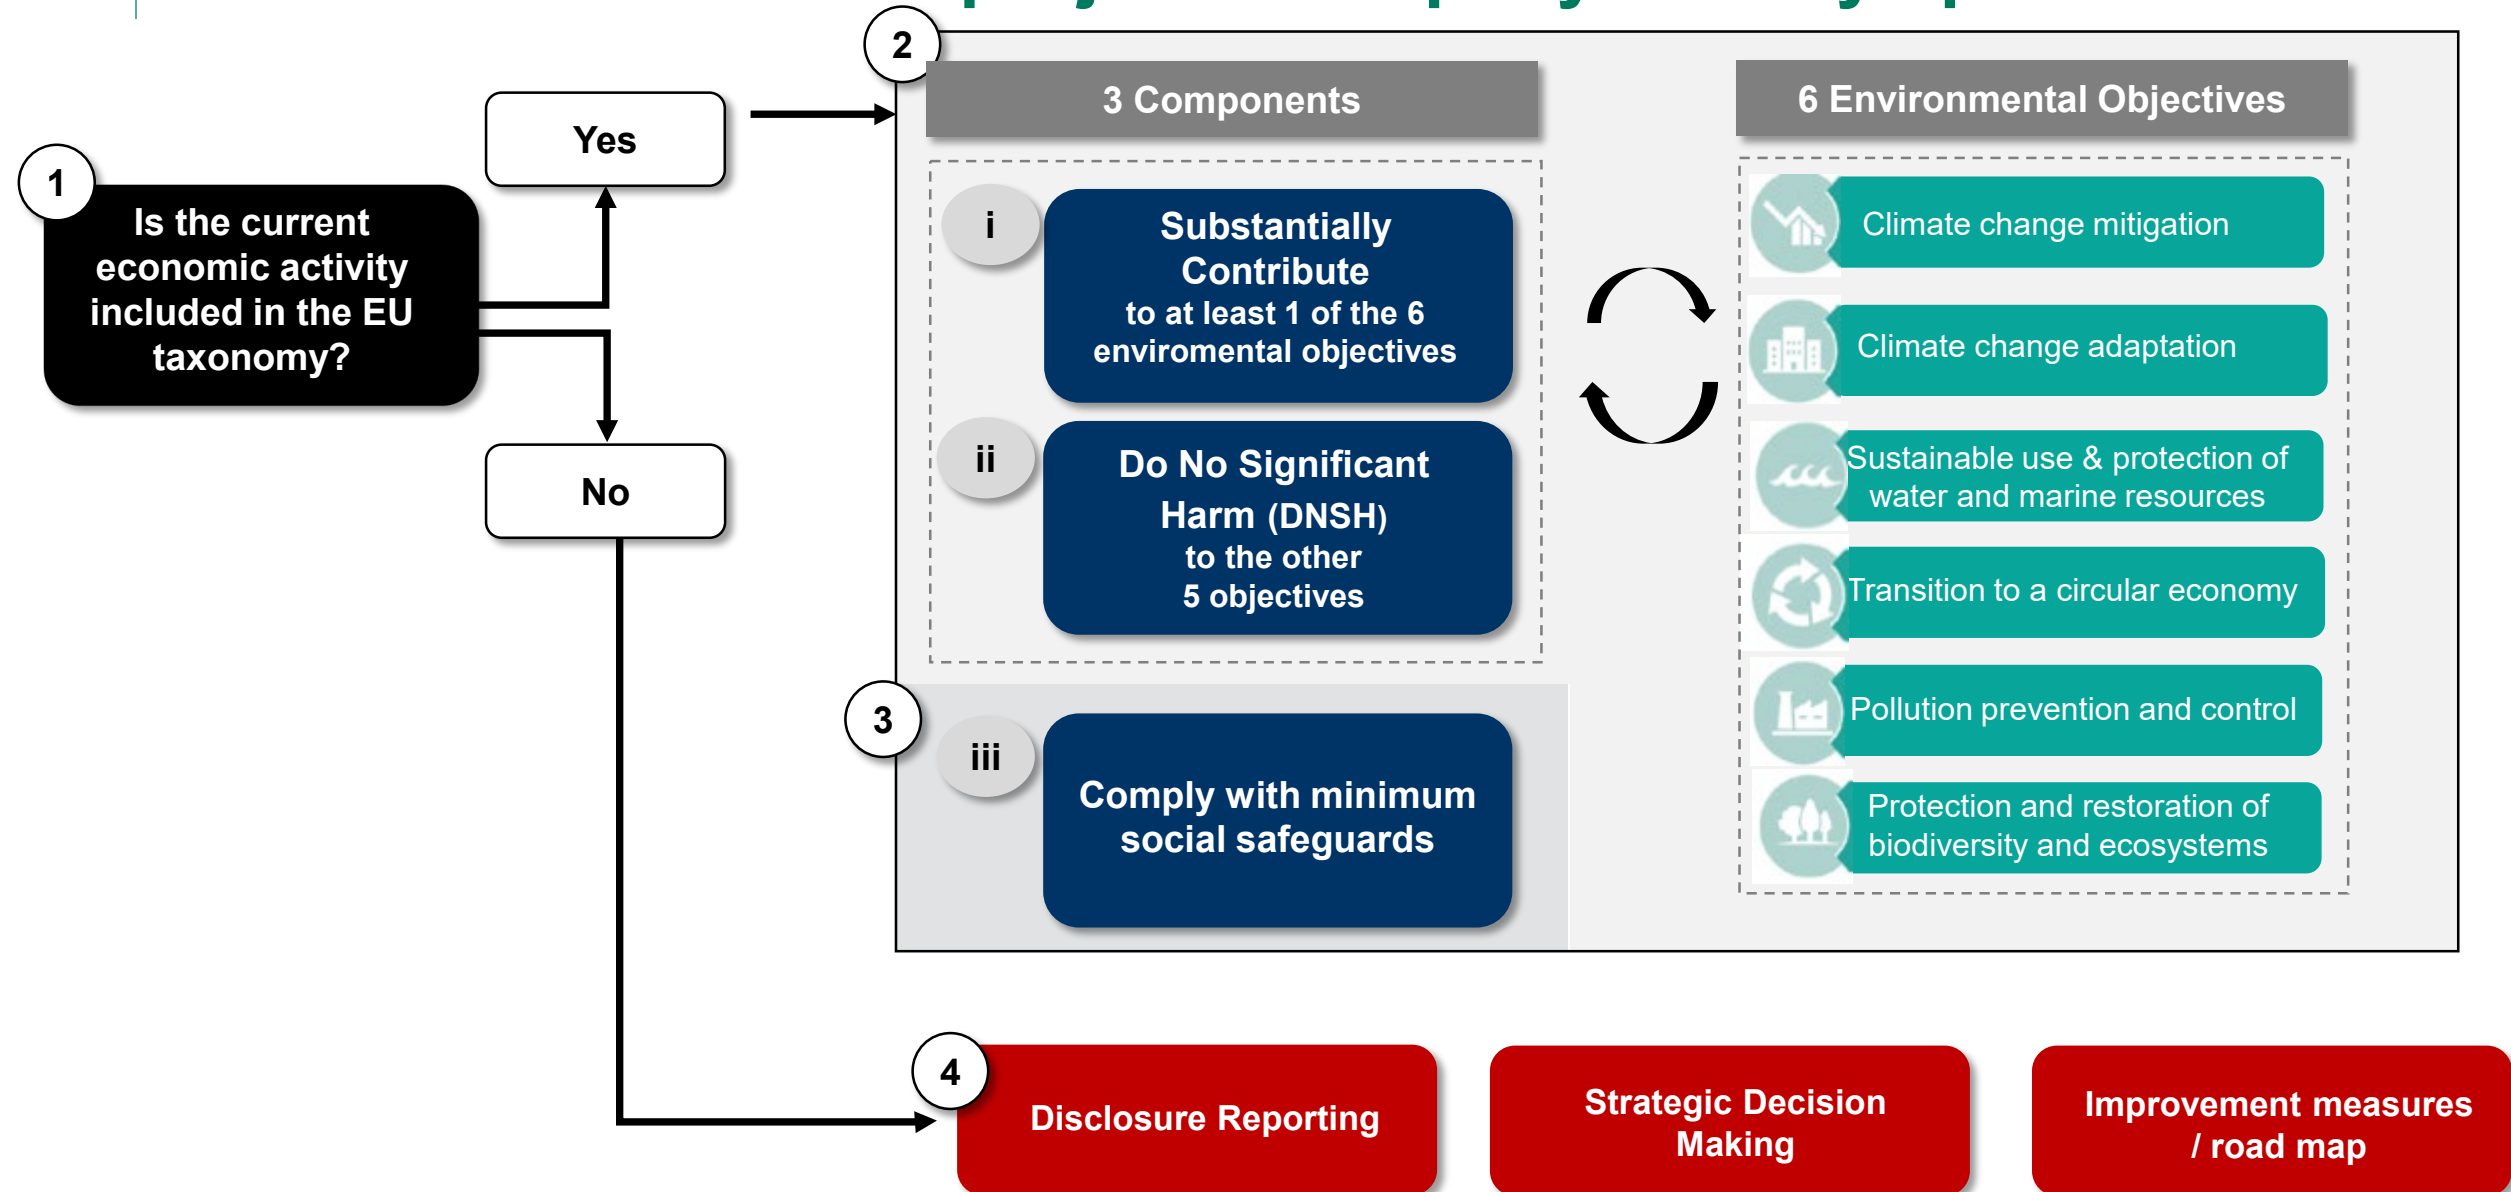 1
Is the current
economic activity
included in the EU
taxonomy?
Yes
No
2
3 Components
i
Substantially
Contribute
to at least 1 of the 6
enviromental objectives
ii
Do No Significant
Harm (DNSH)
to the other
5 objectives
3
iii
Comply with minimum
social safeguards
6 Environmental Objectives
Climate change mitigation
Climate change adaptation
Sustainable use & protection of
water and marine resources
Transition to a circular economy
Pollution prevention and control
Protection and restoration of
biodiversity and ecosystems
4
Disclosure Reporting
Strategic Decision
Making
Improvement measures
/ road map